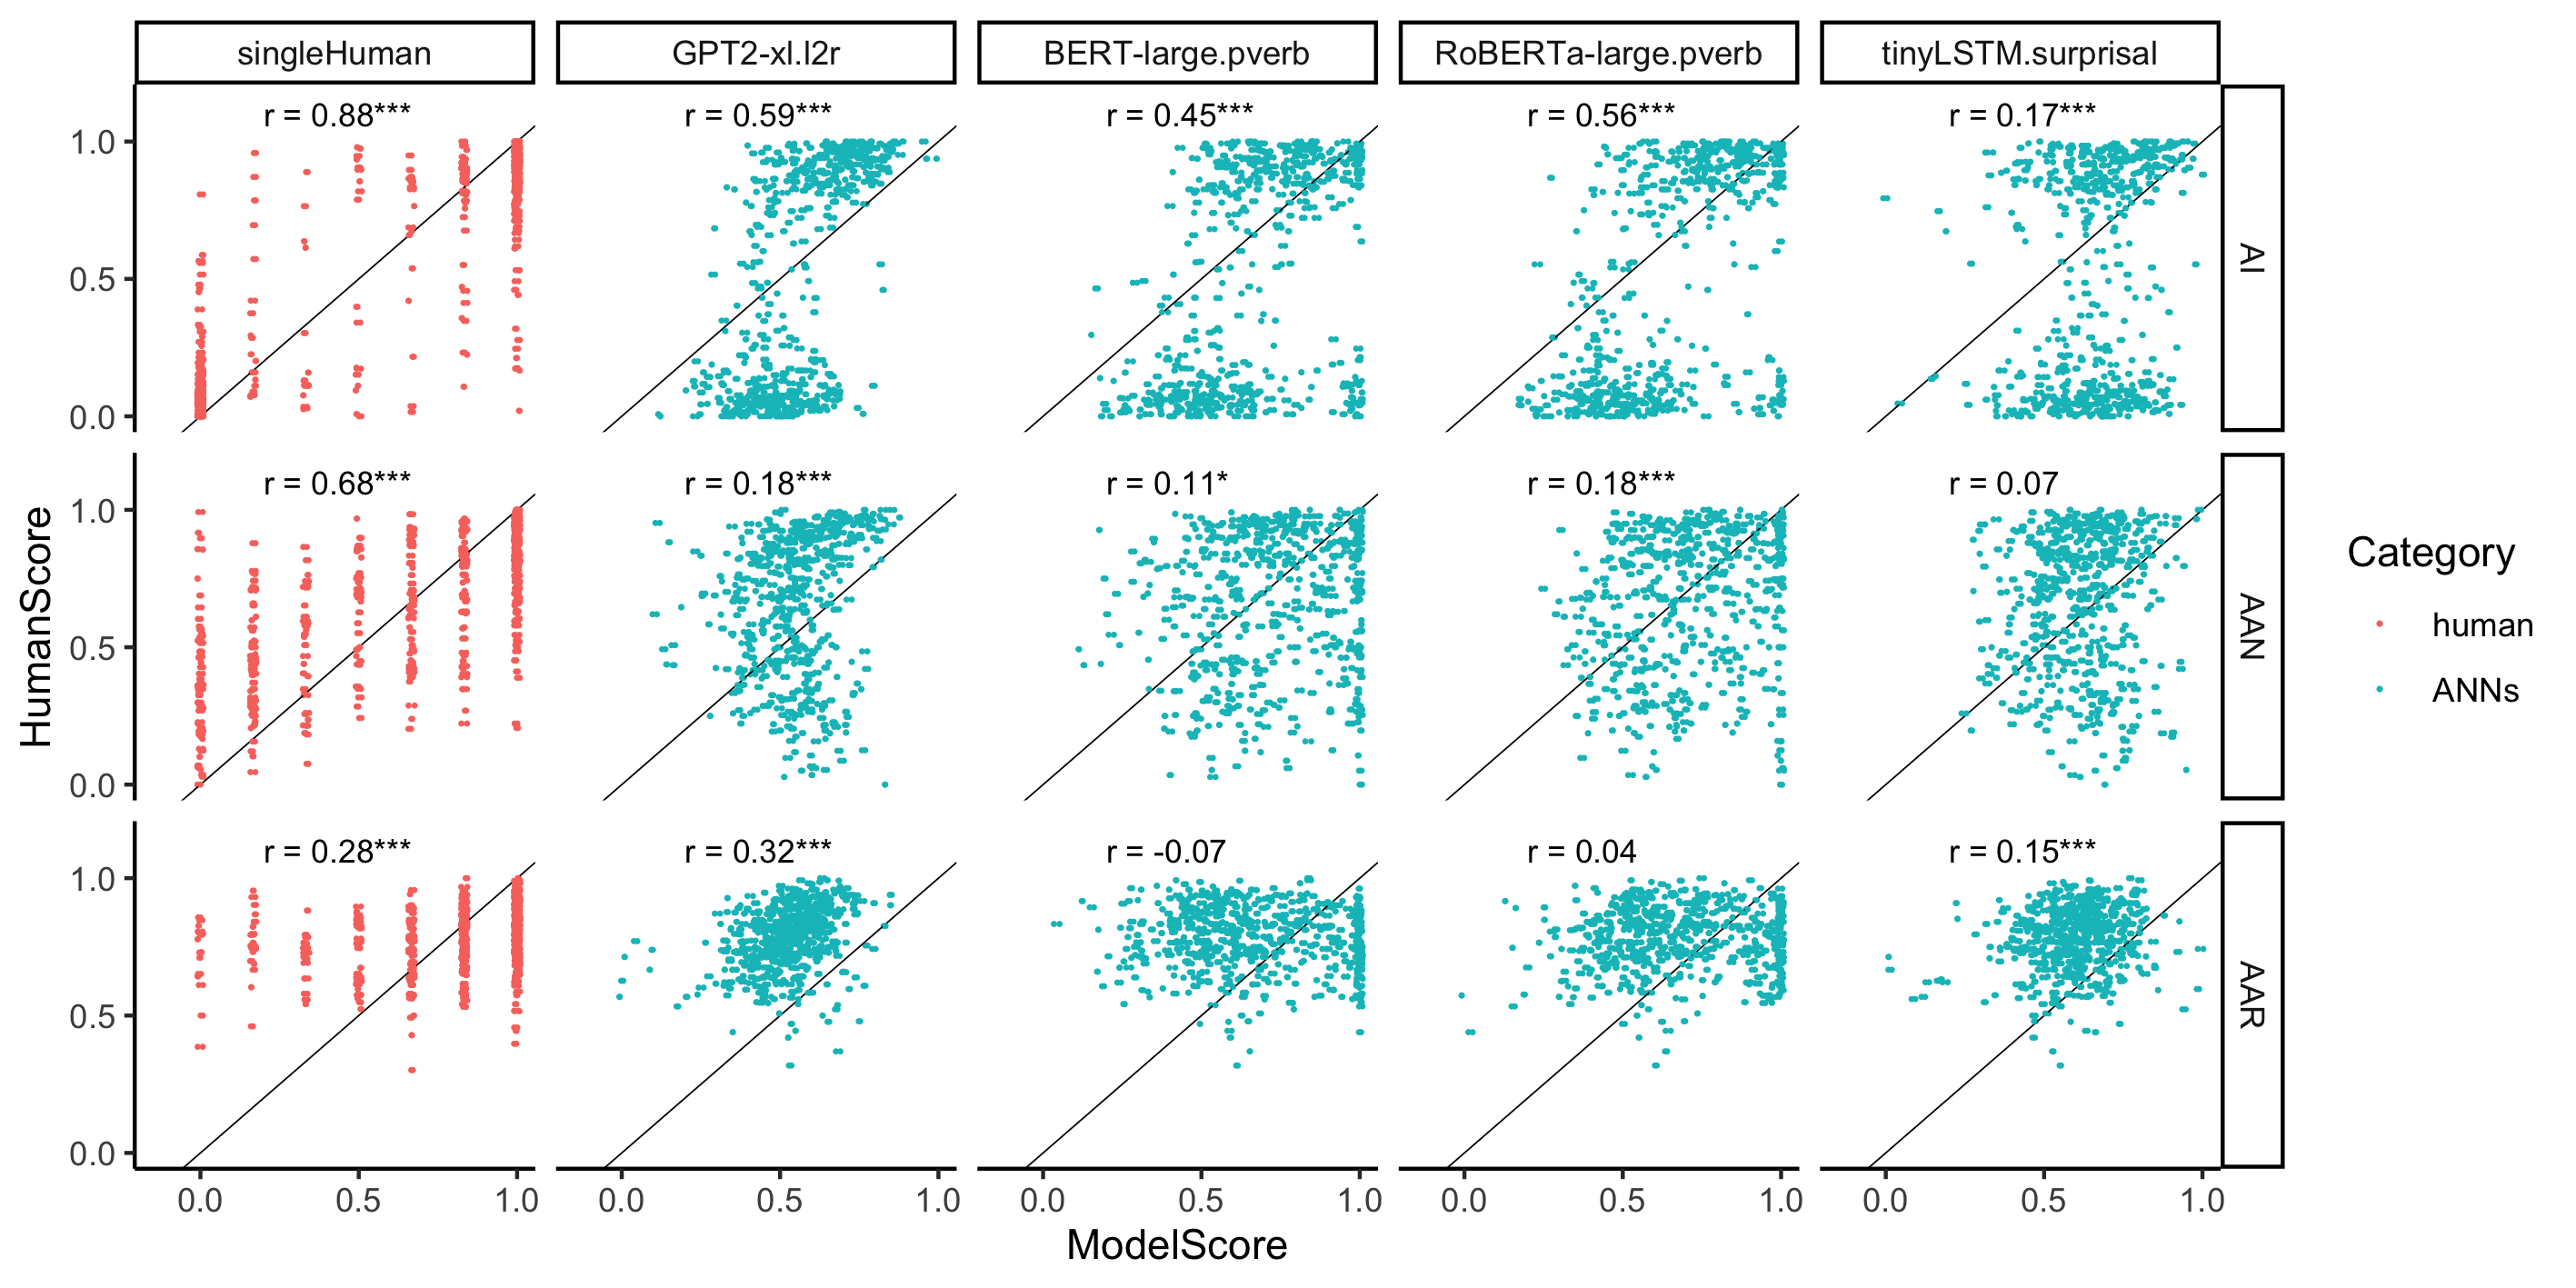 singleHuman GPT2-xl.l2r BERT-large.pverb RoBERTa-large.pverb tinyLSTM.surprisal
r = 0.88*** r = 0.59*** r = 0.45*** r = 0.56*** r = 0.17***
1.0
0.5
0.0
AI
r = 0.68*** r = 0.18*** r = 0.11* r = 0.18*** r = 0.07
1.0
0.5
0.0
AAN
r = 0.28*** r = 0.32*** r = -0.07 r = 0.04 r = 0.15***
1.0
0.5
0.0
AAR
0.0 0.5 1.0 0.0 0.5 1.0 0.0 0.5 1.0 0.0 0.5 1.0 0.0 0.5 1.0
ModelScore
HumanScore
Category
human
ANNs